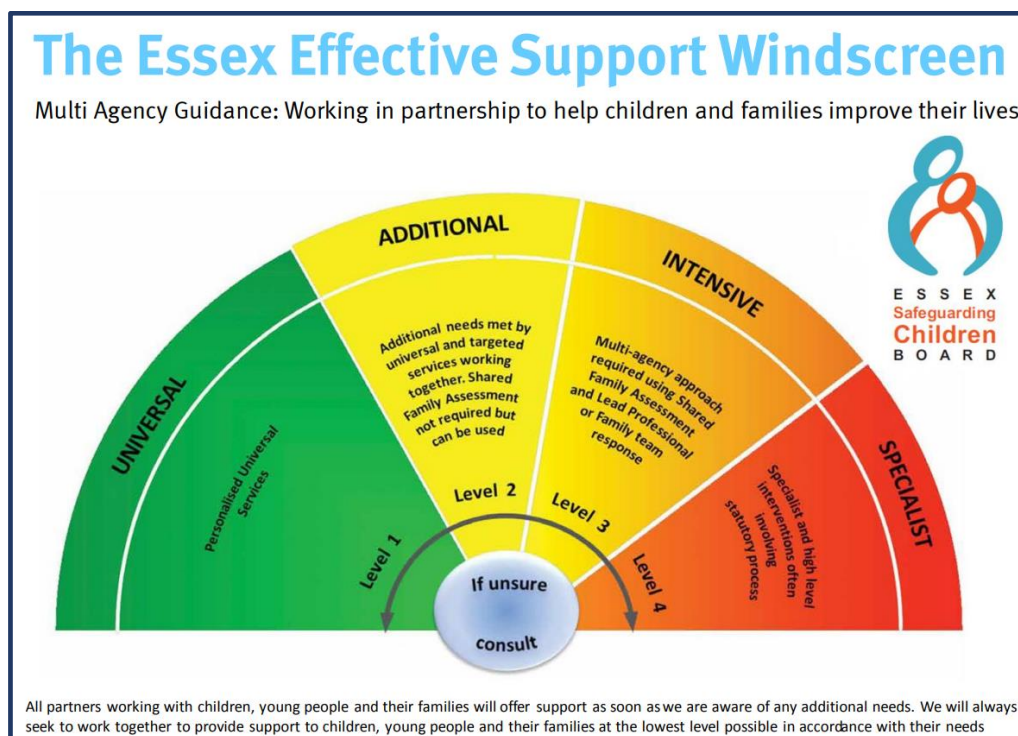 The Essex Effective Support Windscreen
Multi Agency Guidance: Working in partnership to help children and families improve their lives
ESSEX
Safeguarding
Children
BOARD
UNIVERSAL
Personalised Universal
Services
Level 1
ADDITIONAL
Additional needs met by
universal and targeted
services working
together. Shared
Family Assessment
not required but
can be used
Level 2
INTENSIVE
Multi-agency approach
required using Shared
Family Assessment
and Lead Professional
or Family team
response
Level 3
SPECIALIST
Specialist and high level
interventions often
involving
statutory process
Level 4
If unsure
consult
All partners working with children, young people and their families will offer support as soon as we are aware of any additional needs. We will always
seek to work together to provide support to children, young people and their families at the lowest level possible in accordance with their needs